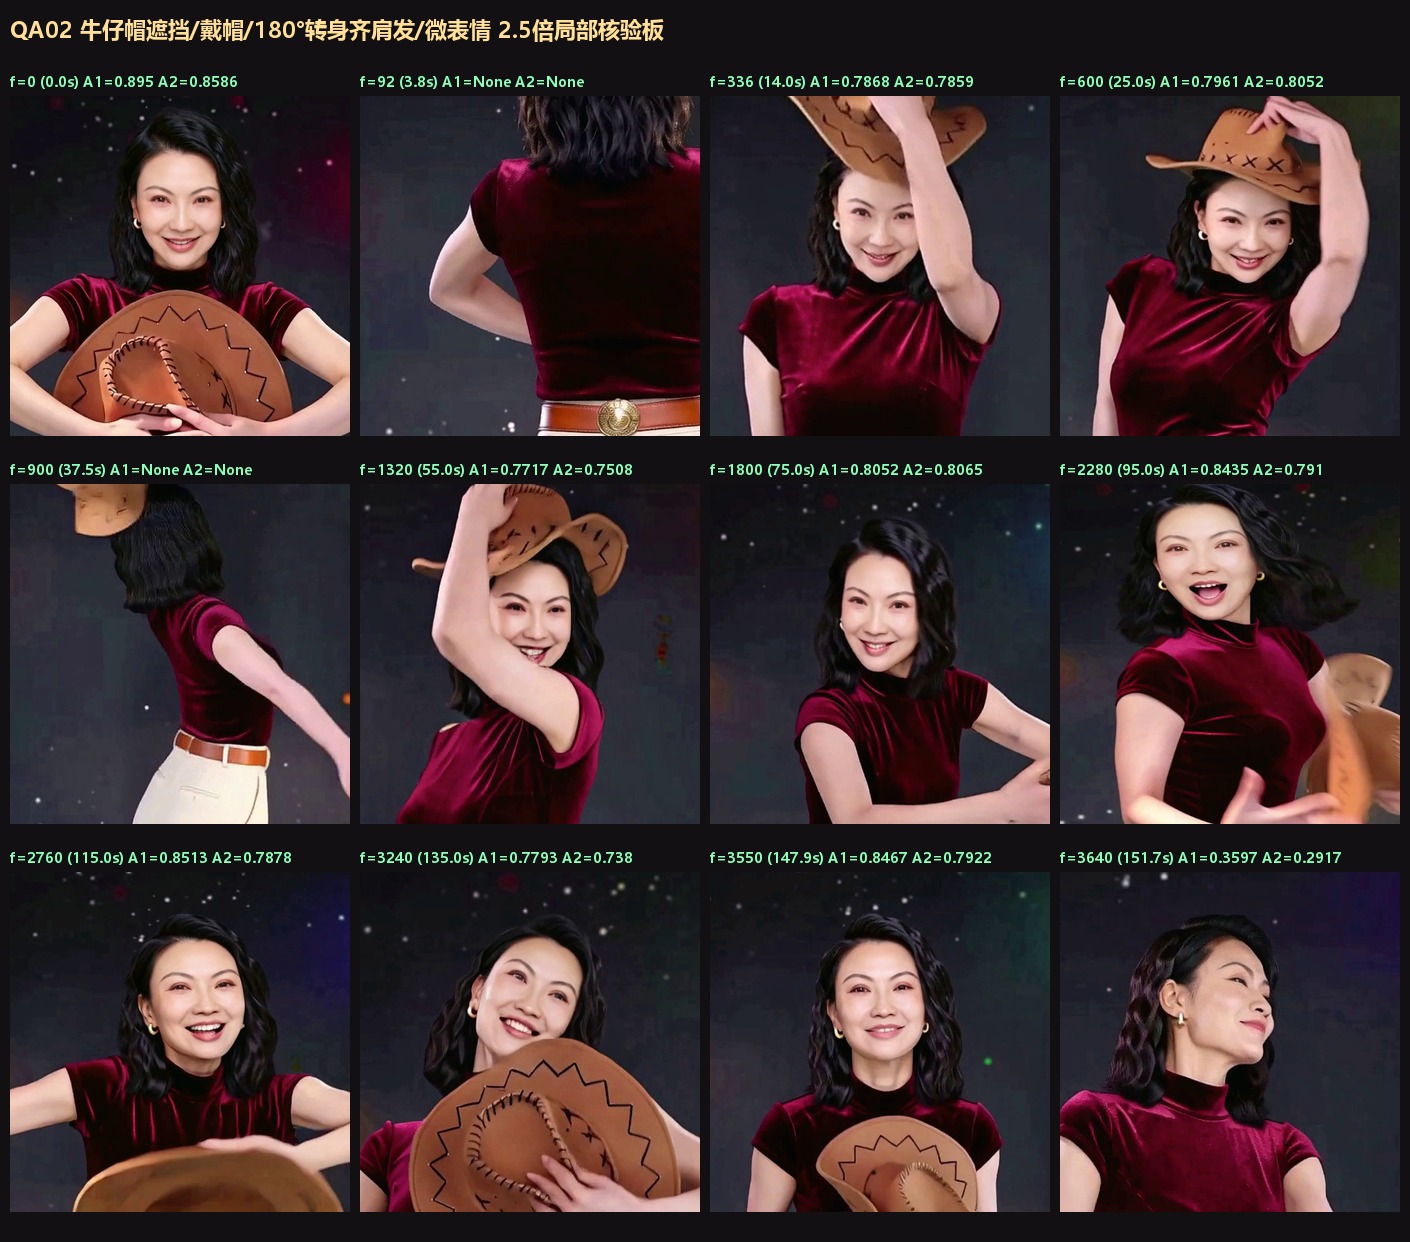 QA02 牛仔帽遮挡/戴帽/180°转身齐肩发/微表情 2.5倍局部核验板
f=0 (0.0s) A1=0.895 A2=0.8586
f=92 (3.8s) A1=None A2=None
f=336 (14.0s) A1=0.7868 A2=0.7859
f=600 (25.0s) A1=0.7961 A2=0.8052
f=900 (37.5s) A1=None A2=None
f=1320 (55.0s) A1=0.7717 A2=0.7508
f=1800 (75.0s) A1=0.8052 A2=0.8065
f=2280 (95.0s) A1=0.8435 A2=0.791
f=2760 (115.0s) A1=0.8513 A2=0.7878
f=3240 (135.0s) A1=0.7793 A2=0.738
f=3550 (147.9s) A1=0.8467 A2=0.7922
f=3640 (151.7s) A1=0.3597 A2=0.2917